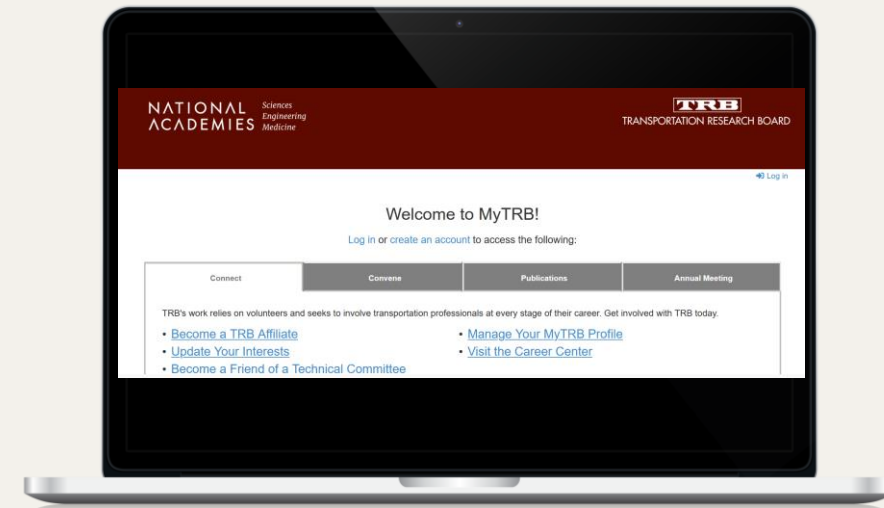 NATIONAL ACADEMIES
Sciences
Engineering
Medicine
TRB
TRANSPORTATION RESEARCH BOARD
Log in
Welcome to MyTRB!
Log in or create an account to access the following:
Connect
Convene
Publications
Annual Meeting
TRB's work relies on volunteers and seeks to involve transportation professionals at every stage of their career. Get involved with TRB today.
• Become a TRB Affiliate
• Update Your Interests
• Become a Friend of a Technical Committee
• Manage Your MyTRB Profile
• Visit the Career Center